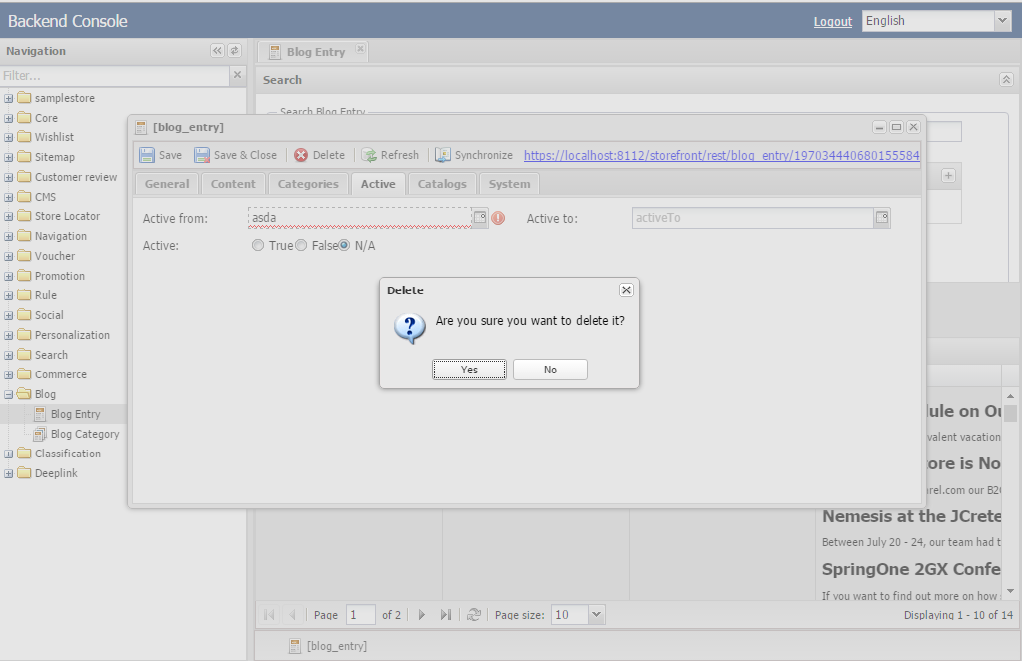 Backend Console
Logout
English
Navigation
Blog Entry
Filter...
Search
samplestore
Core
Wishlist
Sitemap
Customer review
CMS
Store Locator
Navigation
Voucher
Promotion
Rule
Social
Personalization
Search
Commerce
Blog
Blog Entry
Blog Category
Classification
Deeplink
Search Blog Entry
[blog_entry]
Save Save & Close Delete Refresh Synchronize https://localhost:8112/storefront/rest/blog_entry/197034440680155584
General Content Categories Active Catalogs System
Active from: asda Active to: activeTo
Active: True False N/A
Delete
Are you sure you want to delete it?
Yes No
on
valent vacation
ore is No
rel.com our B2
Nemesis at the JCrete
Between July 20 - 24, our team had t
SpringOne 2GX Confe
If you want to find out more on how
Page 1 of 2 Page size: 10 Displaying 1 - 10 of 14
[blog_entry]